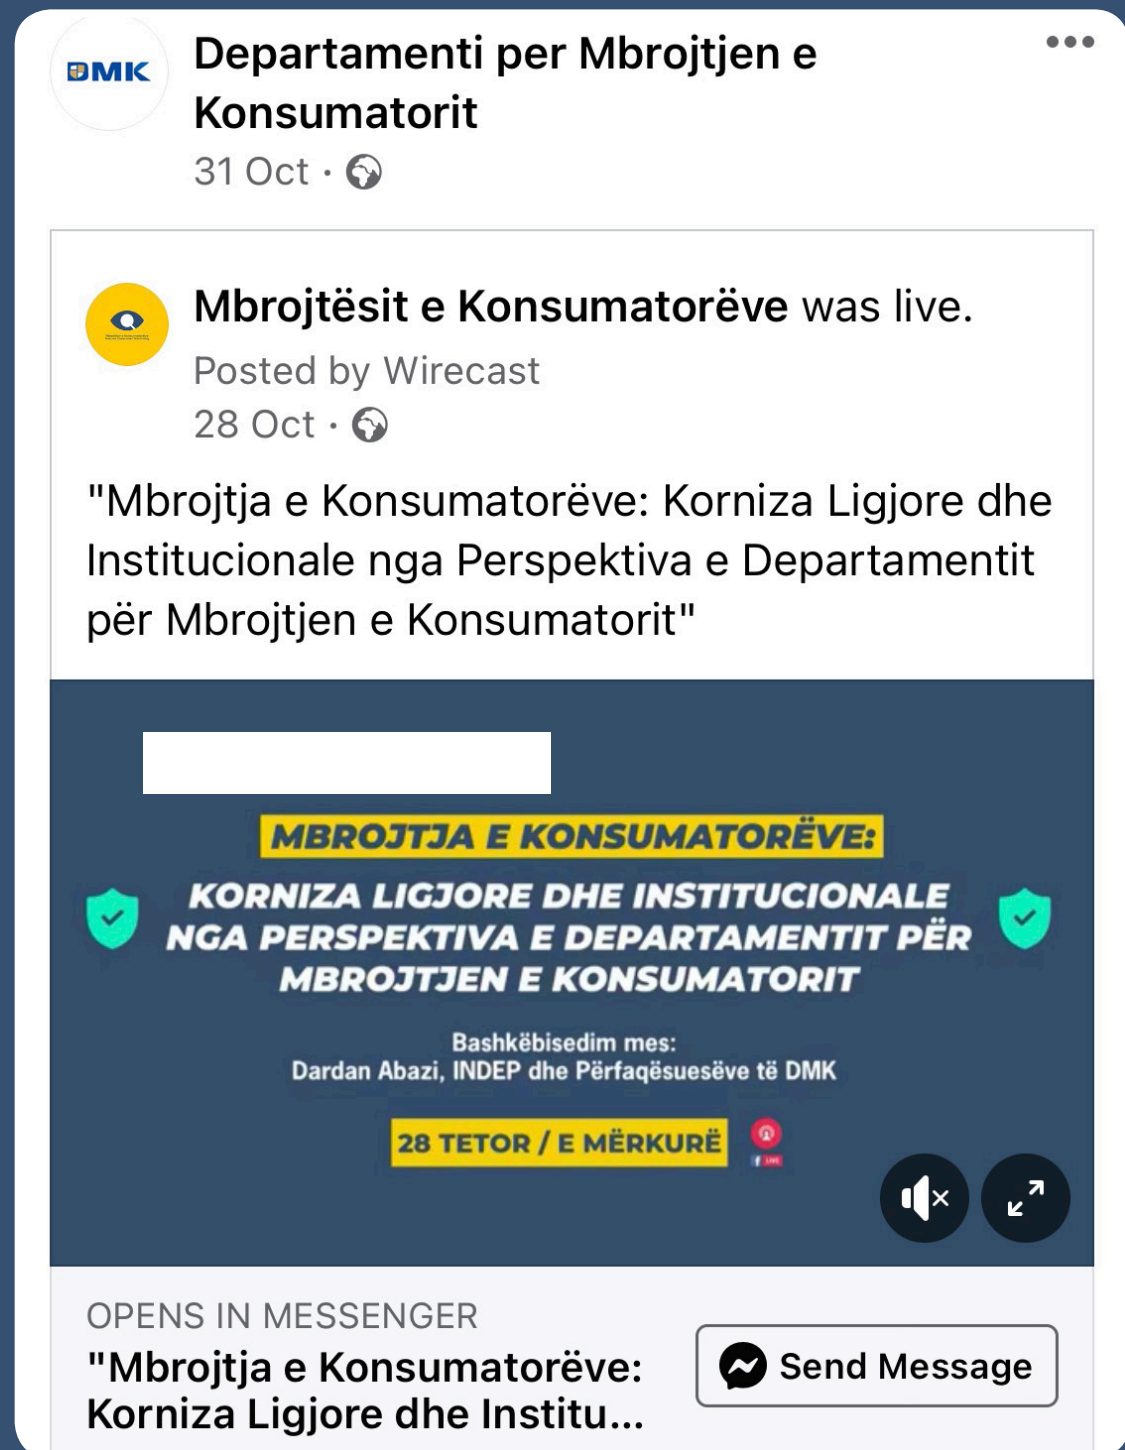 DMK
Departamenti per Mbrojtjen e
Konsumatorit
31 Oct ·
Mbrojtësit e Konsumatorëve was live.
Posted by Wirecast
28 Oct ·
"Mbrojtja e Konsumatorëve: Korniza Ligjore dhe
Institucionale nga Perspektiva e Departamentit
për Mbrojtjen e Konsumatorit"
MBROJTJA E KONSUMATORËVE:
KORNIZA LIGJORE DHE INSTITUCIONALE
NGA PERSPEKTIVA E DEPARTAMENTIT PËR
MBROJTJEN E KONSUMATORIT
Bashkëbisedim mes:
Dardan Abazi, INDEP dhe Përfaqësuesëve të DMK
28 TETOR / E MËRKURË
f LIVE
OPENS IN MESSENGER
"Mbrojtja e Konsumatorëve:
Korniza Ligjore dhe Institu...
Send Message